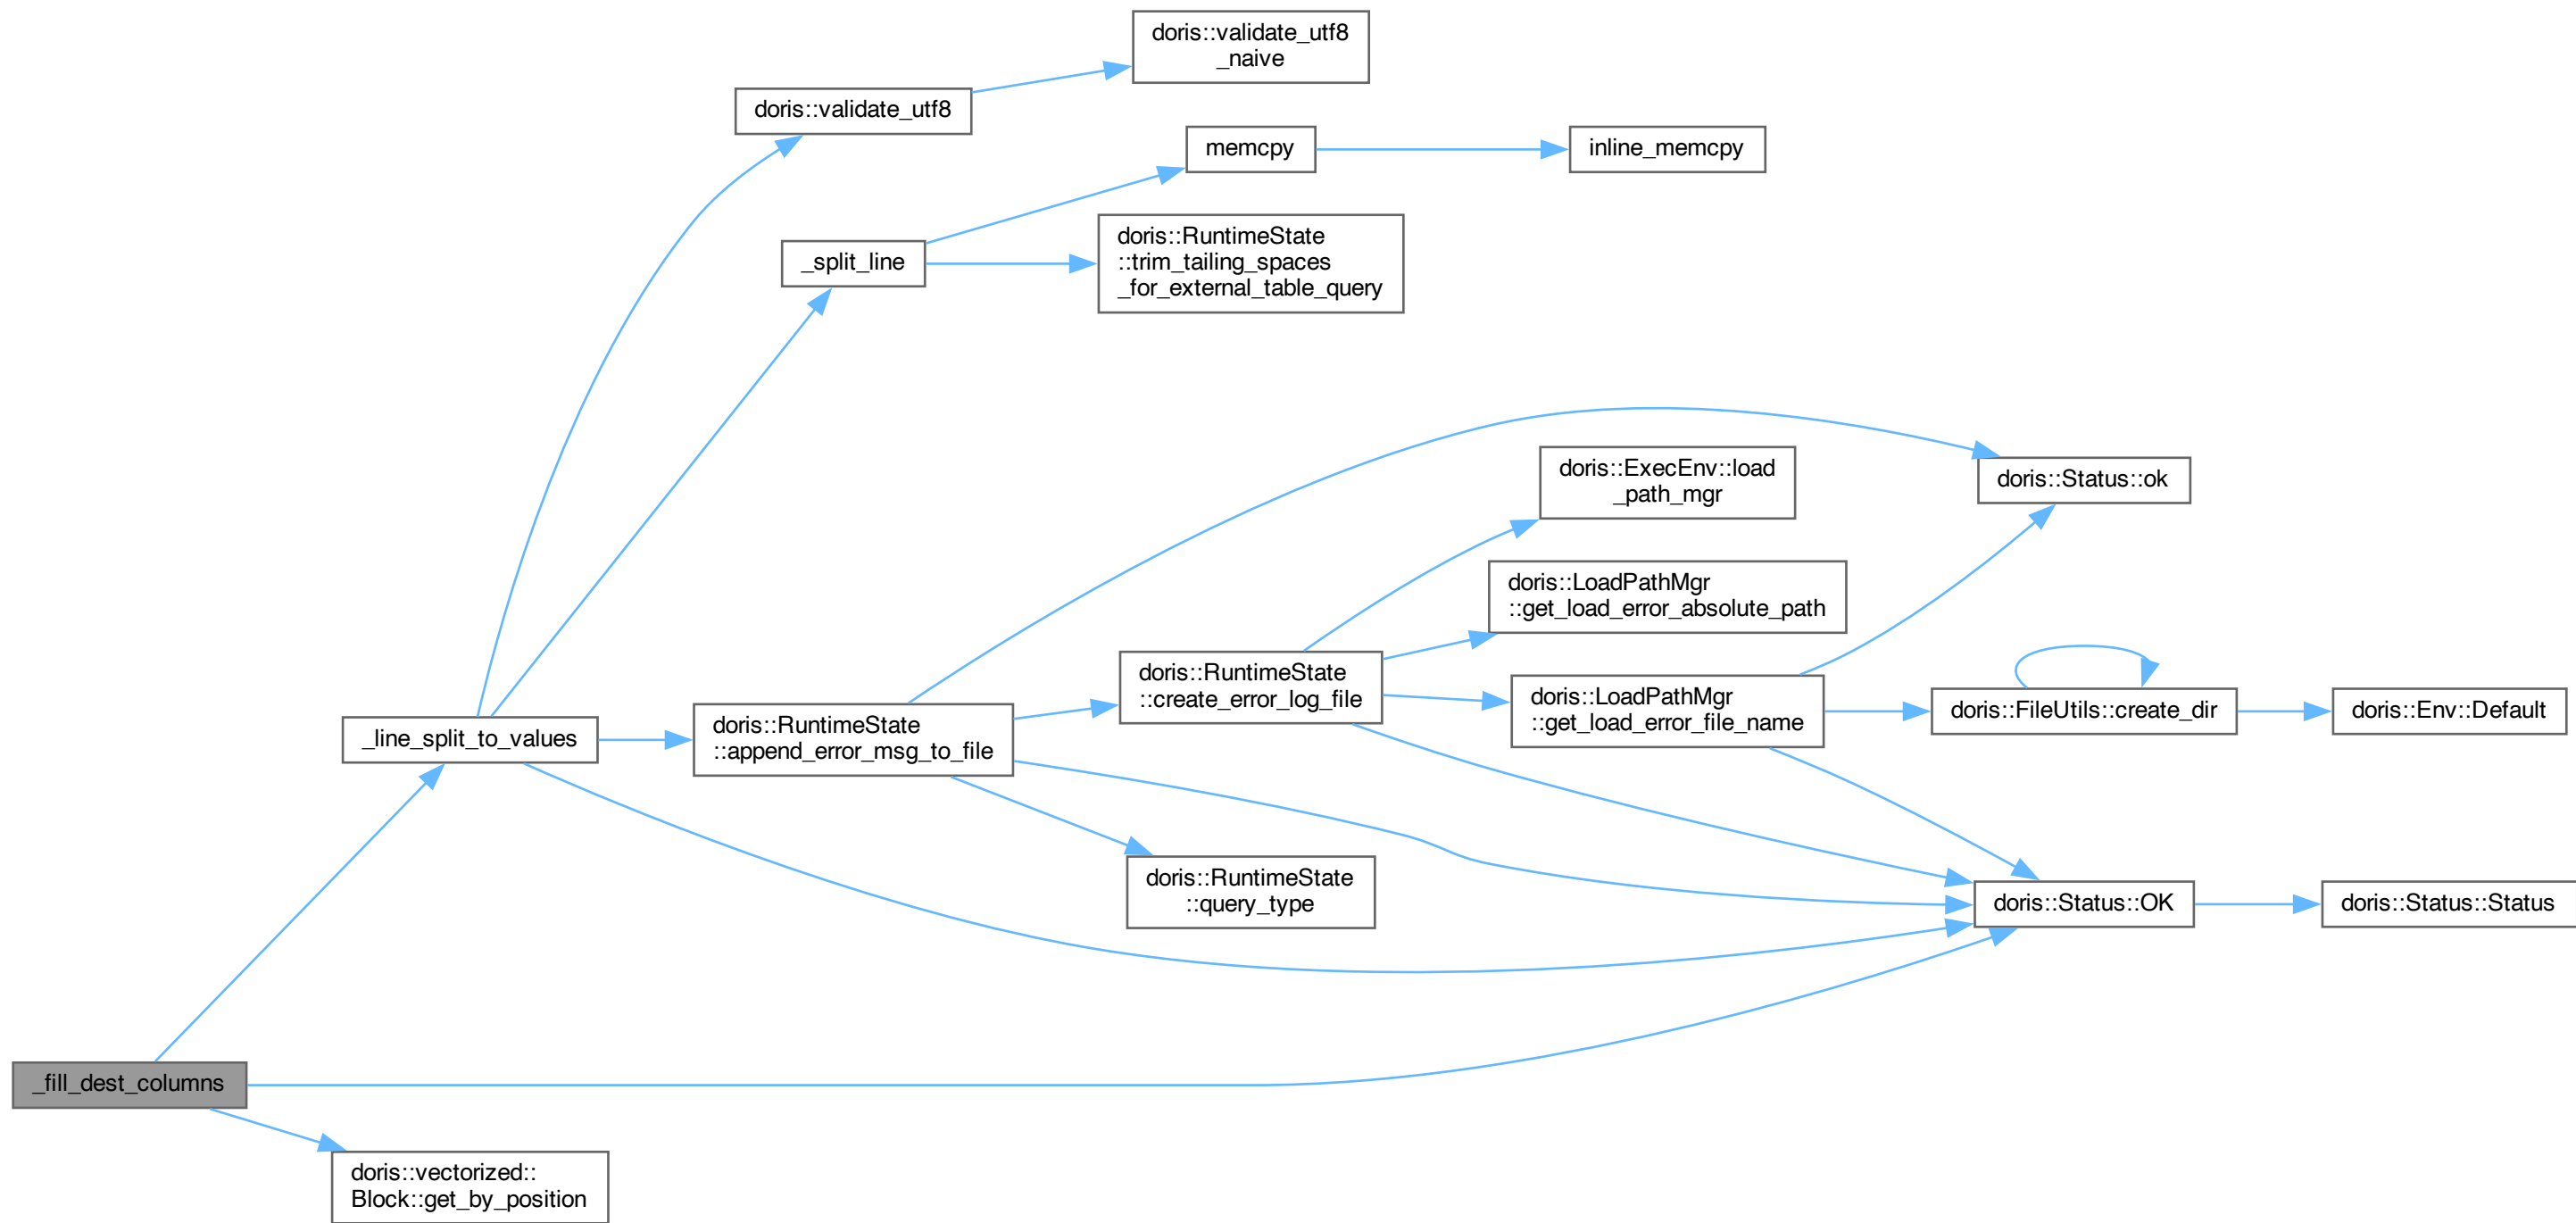 doris::validate_utf8
_naive
doris::validate_utf8
memcpy
inline_memcpy
_split_line
doris::RuntimeState
::trim_tailing_spaces
_for_external_table_query
doris::ExecEnv::load
_path_mgr
doris::Status::ok
doris::LoadPathMgr
::get_load_error_absolute_path
_line_split_to_values
doris::RuntimeState
::append_error_msg_to_file
doris::RuntimeState
::create_error_log_file
doris::LoadPathMgr
::get_load_error_file_name
doris::FileUtils::create_dir
doris::Env::Default
doris::RuntimeState
::query_type
doris::Status::OK
doris::Status::Status
_fill_dest_columns
doris::vectorized::
Block::get_by_position